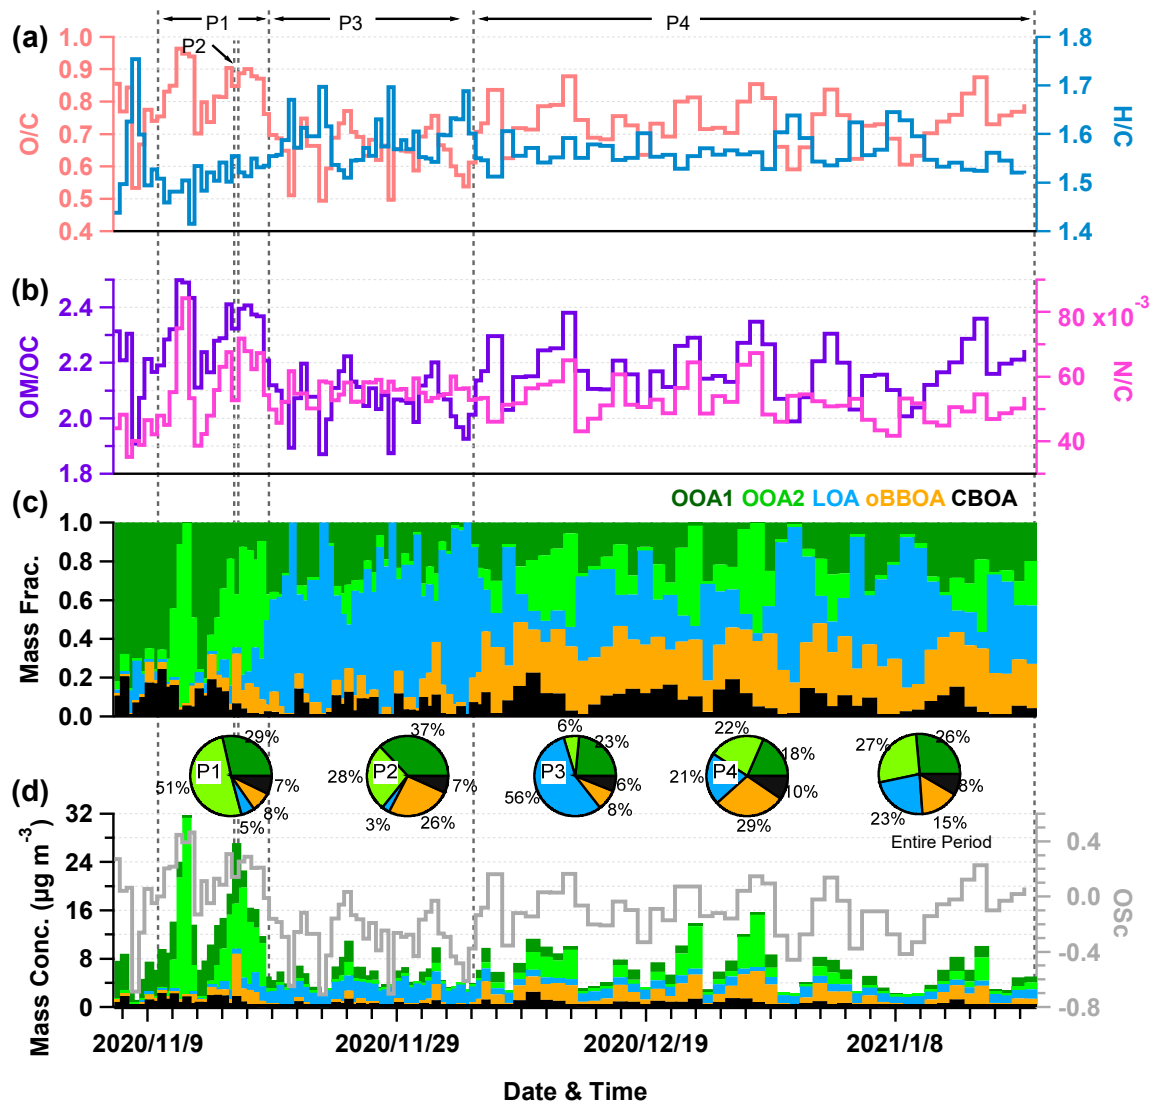 P1
P3
P4
P2
(a)
1.0
0.9
0.8
0.7
0.6
0.5
0.4
O/C
1.8
1.7
1.6
1.5
1.4
H/C
(b)
2.4
2.2
2.0
1.8
OM/OC
80 x10⁻³
60
40
N/C
(c)
OOA1 OOA2 LOA oBBOA CBOA
1.0
0.8
0.6
0.4
0.2
0.0
Mass Frac.
P1
29%
51%
7%
8%
5%
P2
37%
28%
7%
3%
26%
P3
6%
23%
56%
6%
8%
P4
22%
18%
21%
10%
29%
27%
26%
8%
23%
15%
Entire Period
(d)
32
24
16
8
0
Mass Conc. (µg m⁻³)
0.4
0.0
-0.4
-0.8
OSc
2020/11/9
2020/11/29
2020/12/19
2021/1/8
Date & Time